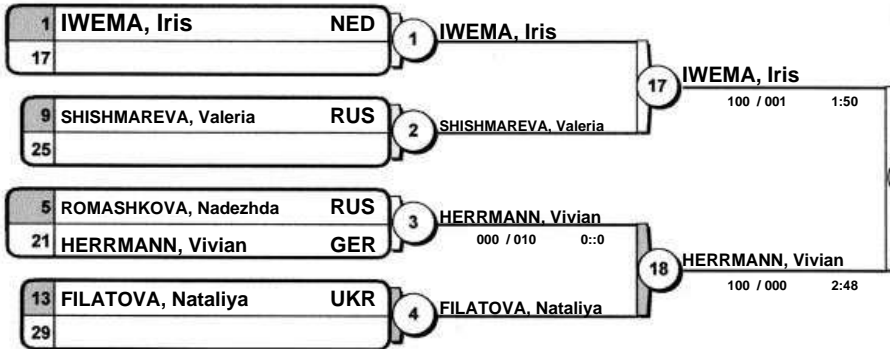 1 IWEMA, Iris NED
17
1 IWEMA, Iris
9 SHISHMAREVA, Valeria RUS
25
2 SHISHMAREVA, Valeria
17 IWEMA, Iris
100 / 001 1:50
5 ROMASHKOVA, Nadezhda RUS
21 HERRMANN, Vivian GER
3 HERRMANN, Vivian
000 / 010 0::0
13 FILATOVA, Nataliya UKR
29
4 FILATOVA, Nataliya
18 HERRMANN, Vivian
100 / 000 2:48